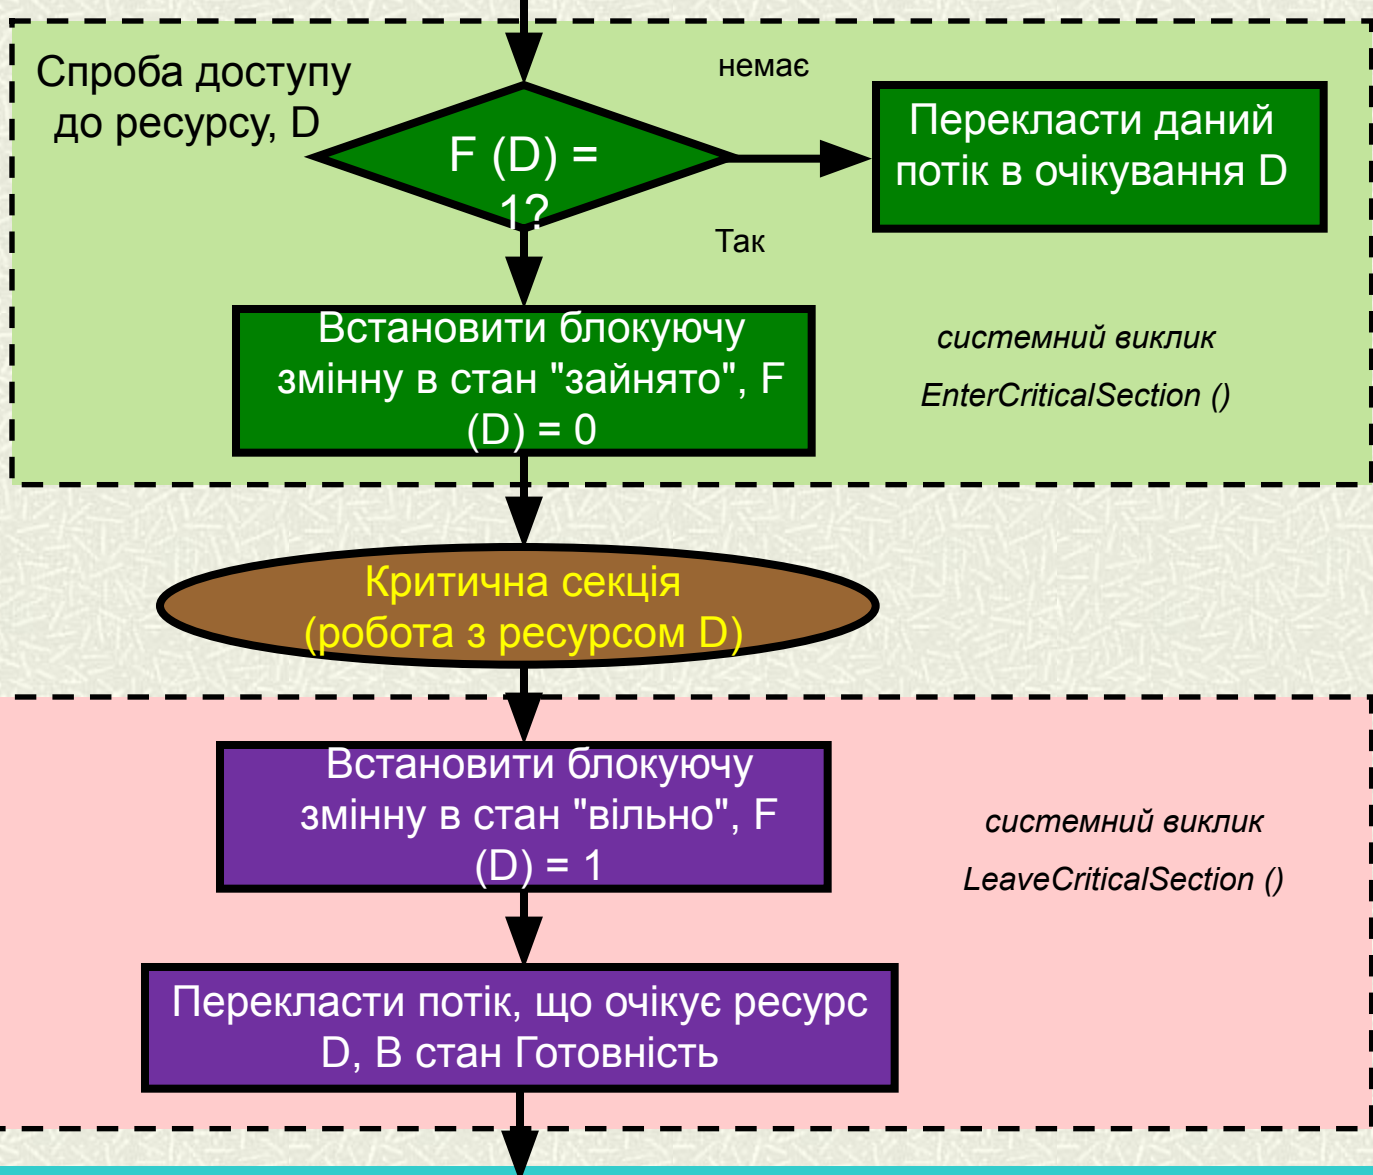 Спроба доступу
до ресурсу, D
немає
F (D) =
1?
Перекласти даний
потік в очікування D
Так
Встановити блокуючу
змінну в стан "зайнято", F
(D) = 0
системний виклик
EnterCriticalSection ()
Критична секція
(робота з ресурсом D)
Встановити блокуючу
змінну в стан "вільно", F
(D) = 1
системний виклик
LeaveCriticalSection ()
Перекласти потік, що очікує ресурс
D, В стан Готовність